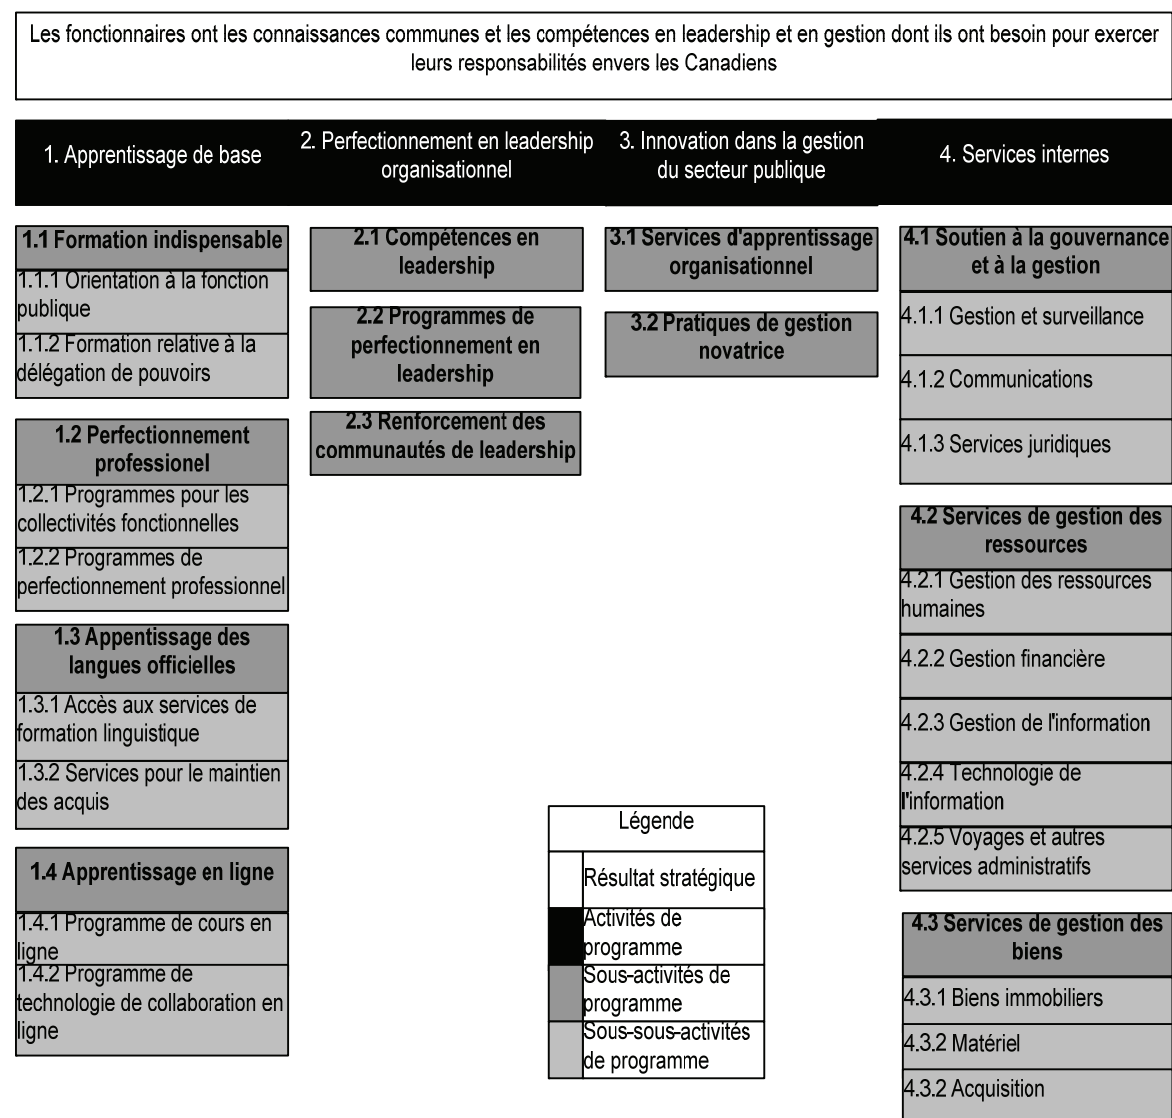 Les fonctionnaires ont les connaissances communes et les compétences en leadership et en gestion dont ils ont besoin pour exercer
leurs responsabilités envers les Canadiens
1. Apprentissage de base
2. Perfectionnement en leadership
organisationnel
3. Innovation dans la gestion
du secteur publique
4. Services internes
1.1 Formation indispensable
1.1.1 Orientation à la fonction
publique
1.1.2 Formation relative à la
délégation de pouvoirs
1.2 Perfectionnement
professionel
1.2.1 Programmes pour les
collectivités fonctionnelles
1.2.2 Programmes de
perfectionnement professionnel
1.3 Appentissage des
langues officielles
1.3.1 Accès aux services de
formation linguistique
1.3.2 Services pour le maintien
des acquis
1.4 Apprentissage en ligne
1.4.1 Programme de cours en
ligne
1.4.2 Programme de
technologie de collaboration en
ligne
2.1 Compétences en
leadership
2.2 Programmes de
perfectionnement en
leadership
2.3 Renforcement des
communautés de leadership
3.1 Services d'apprentissage
organisationnel
3.2 Pratiques de gestion
novatrice
4.1 Soutien à la gouvernance
et à la gestion
4.1.1 Gestion et surveillance
4.1.2 Communications
4.1.3 Services juridiques
4.2 Services de gestion des
ressources
4.2.1 Gestion des ressources
humaines
4.2.2 Gestion financière
4.2.3 Gestion de l'information
4.2.4 Technologie de
l'information
4.2.5 Voyages et autres
services administratifs
4.3 Services de gestion des
biens
4.3.1 Biens immobiliers
4.3.2 Matériel
4.3.2 Acquisition
Légende
Résultat stratégique
Activités de
programme
Sous-activités de
programme
Sous-sous-activités
de programme